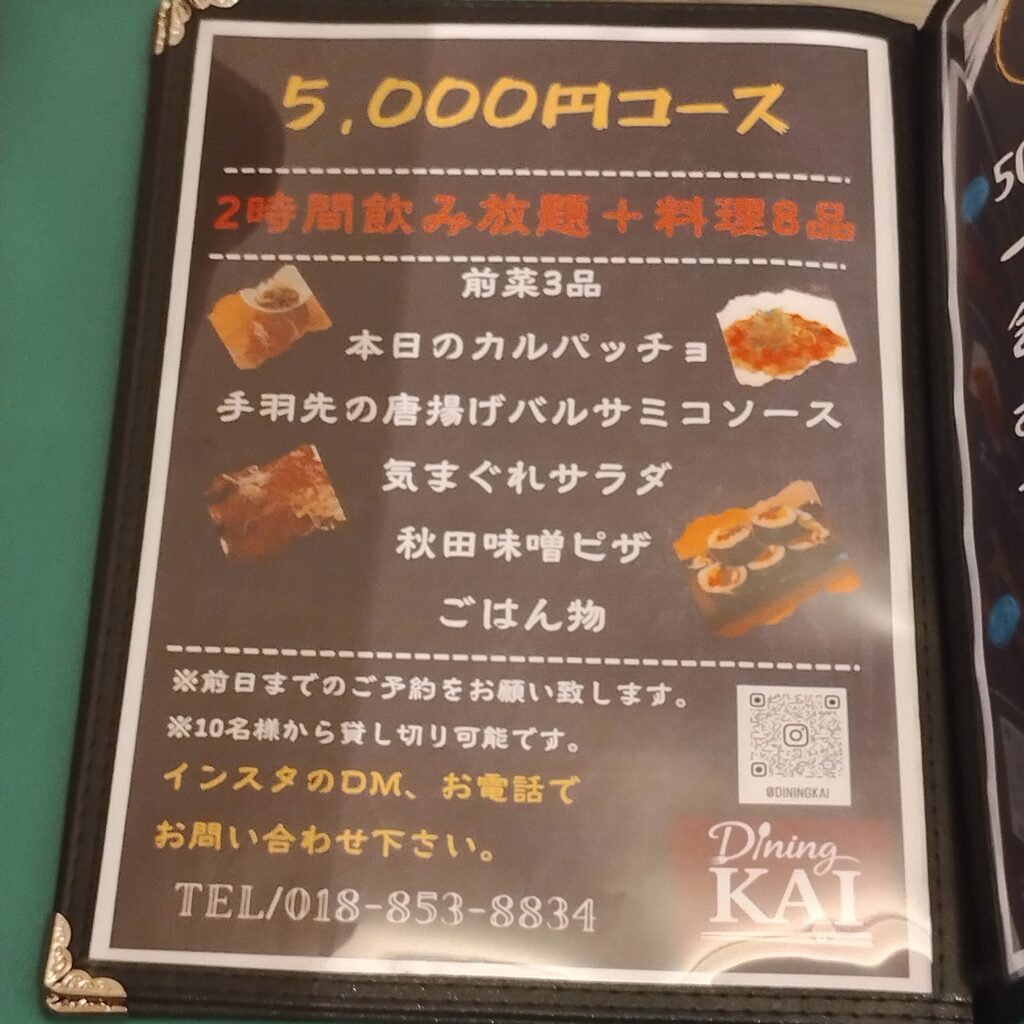 5,000円コース
2時間飲み放題+料理8品
前菜3品
本日のカルパッチョ
手羽先の唐揚げバルサミコソース
気まぐれサラダ
秋田味噌ピザ
ごはん物
※前日までのご予約をお願い致します。
※10名様から貸し切り可能です。
インスタのDM、お電話で
お問い合わせ下さい。
TEL/018-853-8834
@DININGKAI
Dining
KAI